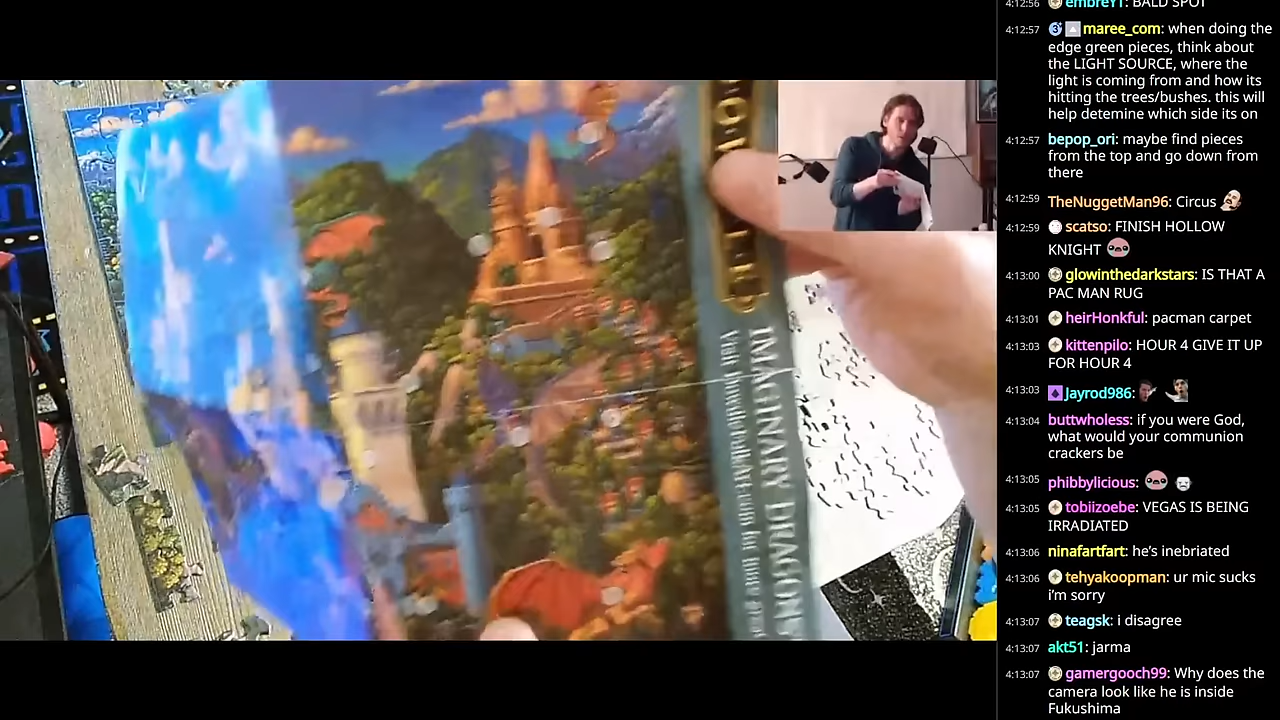 IMAGINARY DRAGONS
4:12:56 embreYT: BALD SPOT
4:12:57 maree_com: when doing the
edge green pieces, think about
the LIGHT SOURCE, where the
light is coming from and how its
hitting the trees/bushes. this will
help detemine which side its on
4:12:57 bepop_ori: maybe find pieces
from the top and go down from
there
4:12:59 TheNuggetMan96: Circus
4:12:59 scatso: FINISH HOLLOW
KNIGHT
4:13:00 glowinthedarkstars: IS THAT A
PAC MAN RUG
4:13:01 heirHonkful: pacman carpet
4:13:03 kittenpilo: HOUR 4 GIVE IT UP
FOR HOUR 4
4:13:03 Jayrod986:
4:13:04 buttwholess: if you were God,
what would your communion
crackers be
4:13:05 phibbylicious:
4:13:05 tobiizoebe: VEGAS IS BEING
IRRADIATED
4:13:06 ninafartfart: he's inebriated
4:13:06 tehyakoopman: ur mic sucks
i'm sorry
4:13:07 teagsk: i disagree
4:13:07 akt51: jarma
4:13:07 gamergooch99: Why does the
camera look like he is inside
Fukushima